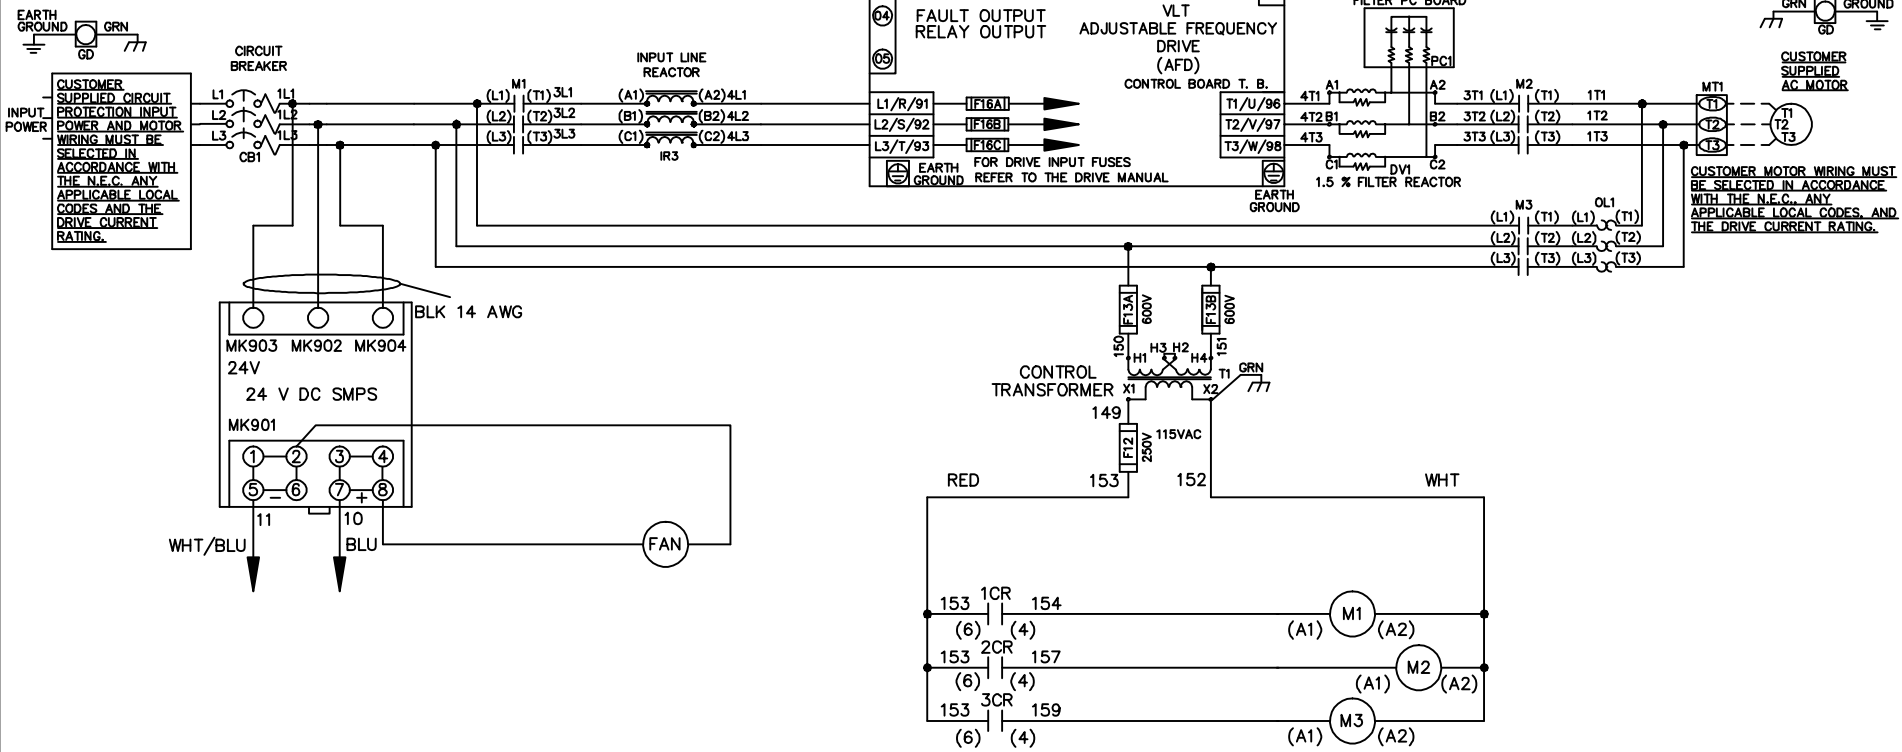 EARTH
GROUND
GRN
GD
04
05
FAULT OUTPUT
RELAY OUTPUT
VLT
ADJUSTABLE FREQUENCY
DRIVE
(AFD)
CONTROL BOARD T. B.
FILTER PC BOARD
PC1
GRN
GROUND
GD
CUSTOMER
SUPPLIED
AC MOTOR
INPUT
POWER
CUSTOMER
SUPPLIED CIRCUIT
PROTECTION INPUT
POWER AND MOTOR
WIRING MUST BE
SELECTED IN
ACCORDANCE WITH
THE N.E.C. ANY
APPLICABLE LOCAL
CODES AND THE
DRIVE CURRENT
RATING.
CIRCUIT
BREAKER
L1 1L1
L2 1L2
L3 1L3
CB1
M1
(L1) (T1) 3L1
(L2) (T2) 3L2
(L3) (T3) 3L3
INPUT LINE
REACTOR
(A1) (A2) 4L1
(B1) (B2) 4L2
(C1) (C2) 4L3
IR3
L1/R/91 F16A
L2/S/92 F16B
L3/T/93 F16C
EARTH
GROUND
FOR DRIVE INPUT FUSES
REFER TO THE DRIVE MANUAL
T1/U/96
T2/V/97
T3/W/98
EARTH
GROUND
4T1 A1 A2
4T2 B1 B2
4T3 C1 C2
DV1
1.5 % FILTER REACTOR
M2
3T1 (L1) (T1) 1T1
3T2 (L2) (T2) 1T2
3T3 (L3) (T3) 1T3
MT1
T1
T2
T3
T1
T2
T3
CUSTOMER MOTOR WIRING MUST
BE SELECTED IN ACCORDANCE
WITH THE N.E.C., ANY
APPLICABLE LOCAL CODES, AND
THE DRIVE CURRENT RATING.
M3 OL1
(L1) (T1) (L1) (T1)
(L2) (T2) (L2) (T2)
(L3) (T3) (L3) (T3)
BLK 14 AWG
MK903 MK902 MK904
24V
24 V DC SMPS
MK901
1 2 3 4
5 6 7 8
- +
11 10
WHT/BLU BLU
FAN
F13A 600V
F13B 600V
150 151
H1 H3 H2 H4
CONTROL
TRANSFORMER
T1
GRN
X1 X2
149
F12 250V
115VAC
153 152
RED WHT
1CR
153 154
(6) (4)
M1
(A1) (A2)
2CR
153 157
(6) (4)
M2
(A1) (A2)
3CR
153 159
(6) (4)
M3
(A1) (A2)